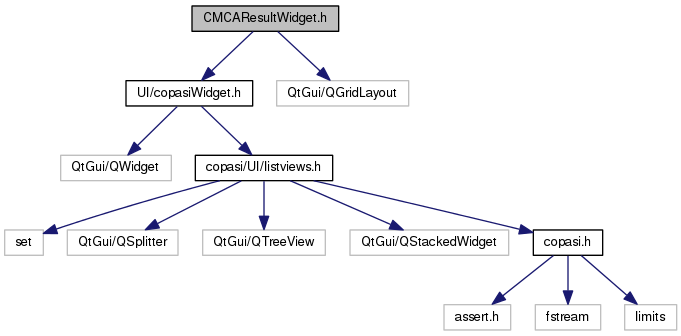 CMCAResultWidget.h
UI/copasiWidget.h
QtGui/QGridLayout
QtGui/QWidget
copasi/UI/listviews.h
set
QtGui/QSplitter
QtGui/QTreeView
QtGui/QStackedWidget
copasi.h
assert.h
fstream
limits